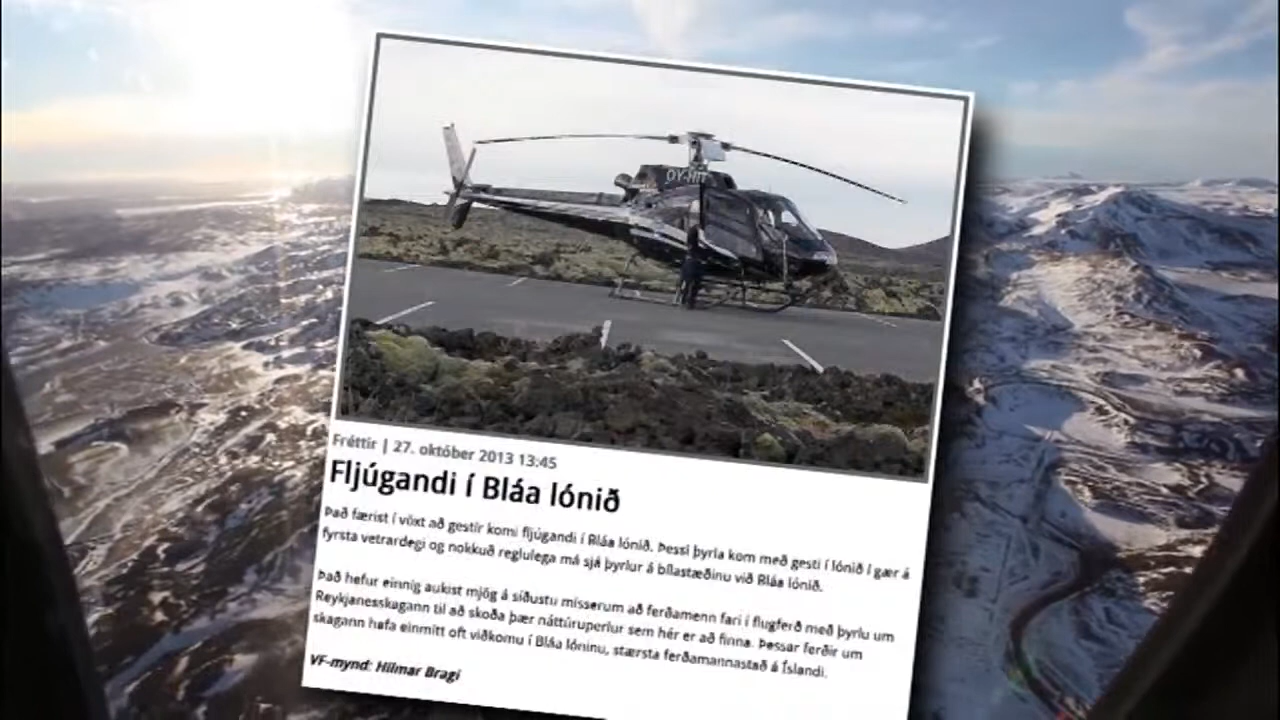 OY-HIT
Fréttir | 27. október 2013 13:45
Fljúgandi í Bláa lónið
Það færist í vöxt að gestir komi fljúgandi í Bláa lónið. Þessi þyrla kom með gesti í lónið í gær á
fyrsta vetrardegi og nokkuð reglulega má sjá þyrlur á bílastæðinu við Bláa lónið.
Það hefur einnig aukist mjög á síðustu misserum að ferðamenn fari í flugferð með þyrlu um
Reykjanesskagann til að skoða þær náttúruperlur sem hér er að finna. Þessar ferðir um
skagann hafa einmitt oft viðkomu í Bláa lóninu, stærsta ferðamannastað á Íslandi.
VF-mynd: Hilmar Bragi